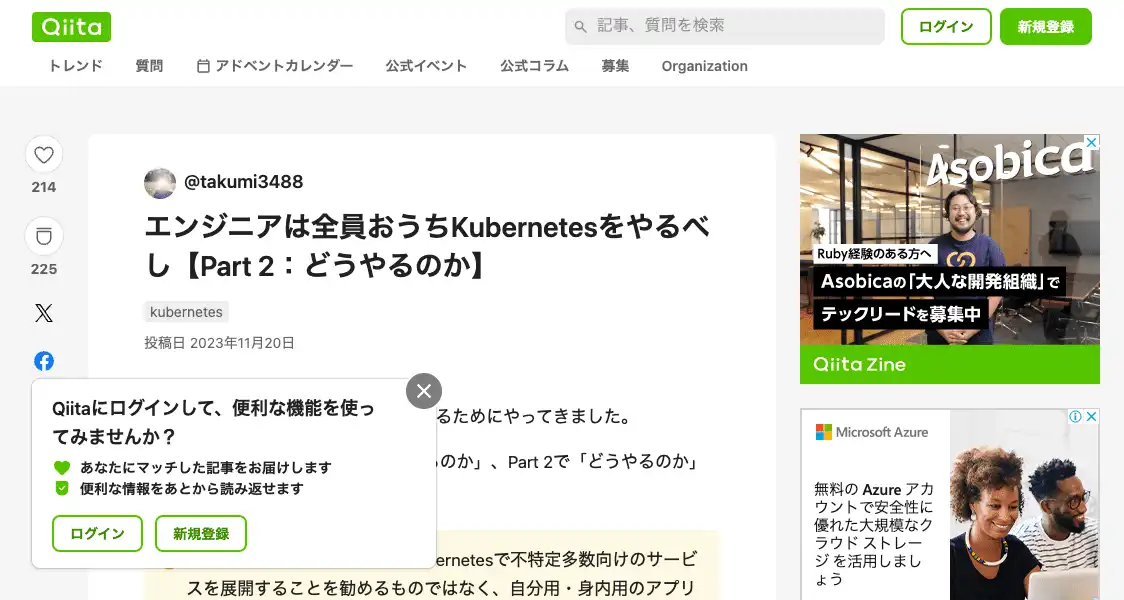 Qiita
記事、質問を検索
ログイン
新規登録
トレンド
質問
アドベントカレンダー
公式イベント
公式コラム
募集
Organization
214
225
@takumi3488
エンジニアは全員おうちKubernetesをやるべ
し【Part 2：どうやるのか】
kubernetes
投稿日 2023年11月20日
るためにやってきました。
のか」、Part 2で「どうやるのか」
ernetesで不特定多数向けのサービ
スを展開することを勧めるものではなく、自分用・身内用のアプリ
Qiitaにログインして、便利な機能を使っ
てみませんか？
あなたにマッチした記事をお届けします
便利な情報をあとから読み返せます
ログイン
新規登録
Asobica
Ruby経験のある方へ
Asobicaの「大人な開発組織」で
テックリードを募集中
Qiita Zine
Microsoft Azure
無料の Azure アカ
ウントで安全性に
優れた大規模なク
ラウド ストレー
ジ を活用しまし
ょう